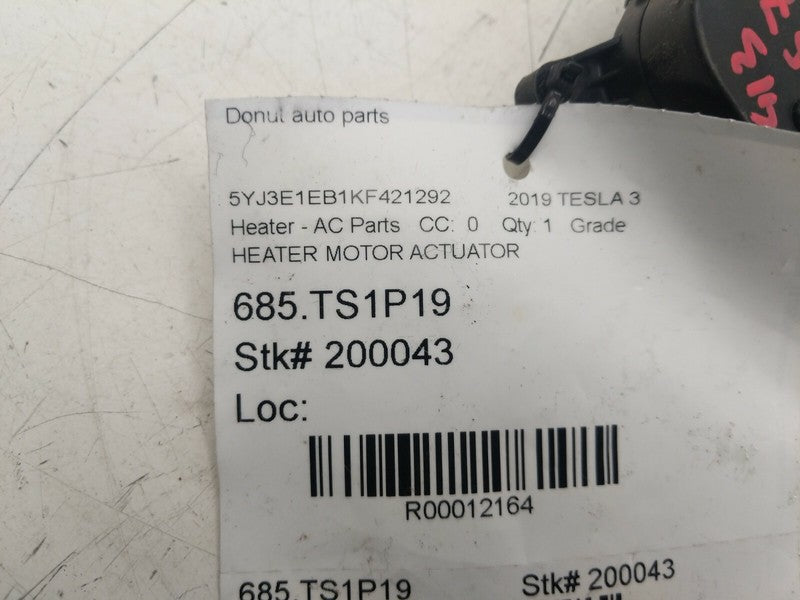 Donut auto parts
5YJ3E1EB1KF421292 2019 TESLA 3
Heater - AC Parts CC: 0 Qty: 1 Grade
HEATER MOTOR ACTUATOR
685.TS1P19
Stk# 200043
Loc:
R00012164
685.TS1P19 Stk# 200043